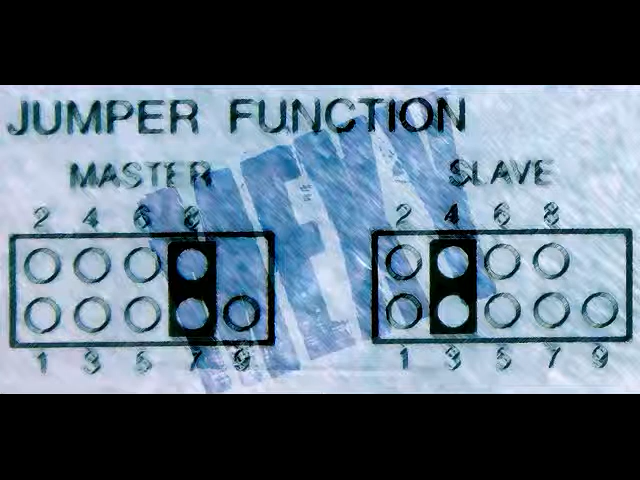 JUMPER FUNCTION
MASTER SLAVE
2 4 6 8 2 4 6 8
1 3 5 7 9 1 3 5 7 9